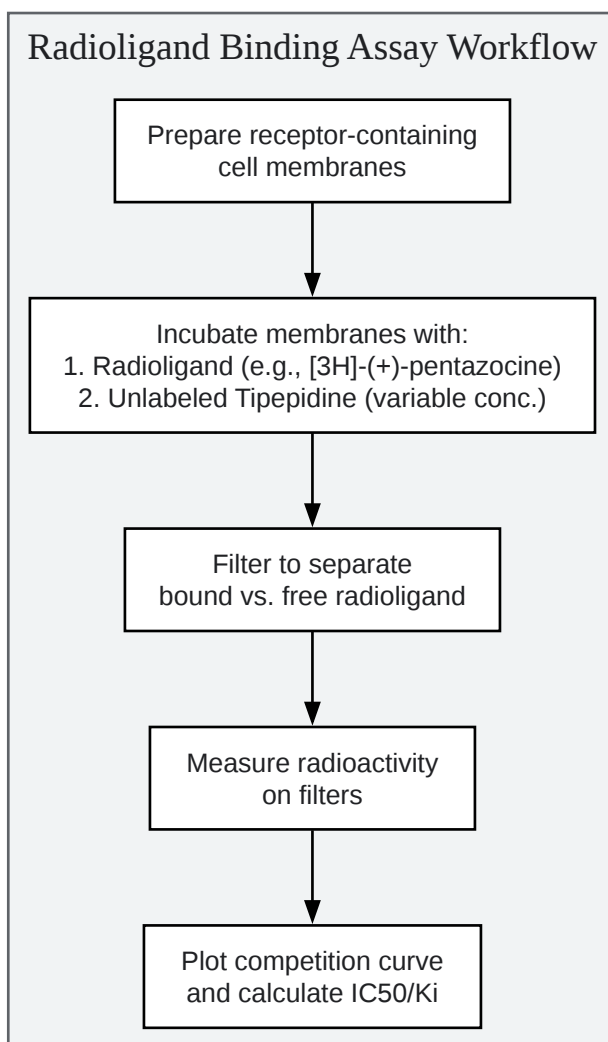 Radioligand Binding Assay Workflow
Prepare receptor-containing
cell membranes
Incubate membranes with:
1. Radioligand (e.g., [3H]-(+)-pentazocine)
2. Unlabeled Tipepidine (variable conc.)
Filter to separate
bound vs. free radioligand
Measure radioactivity
on filters
Plot competition curve
and calculate IC50/Ki